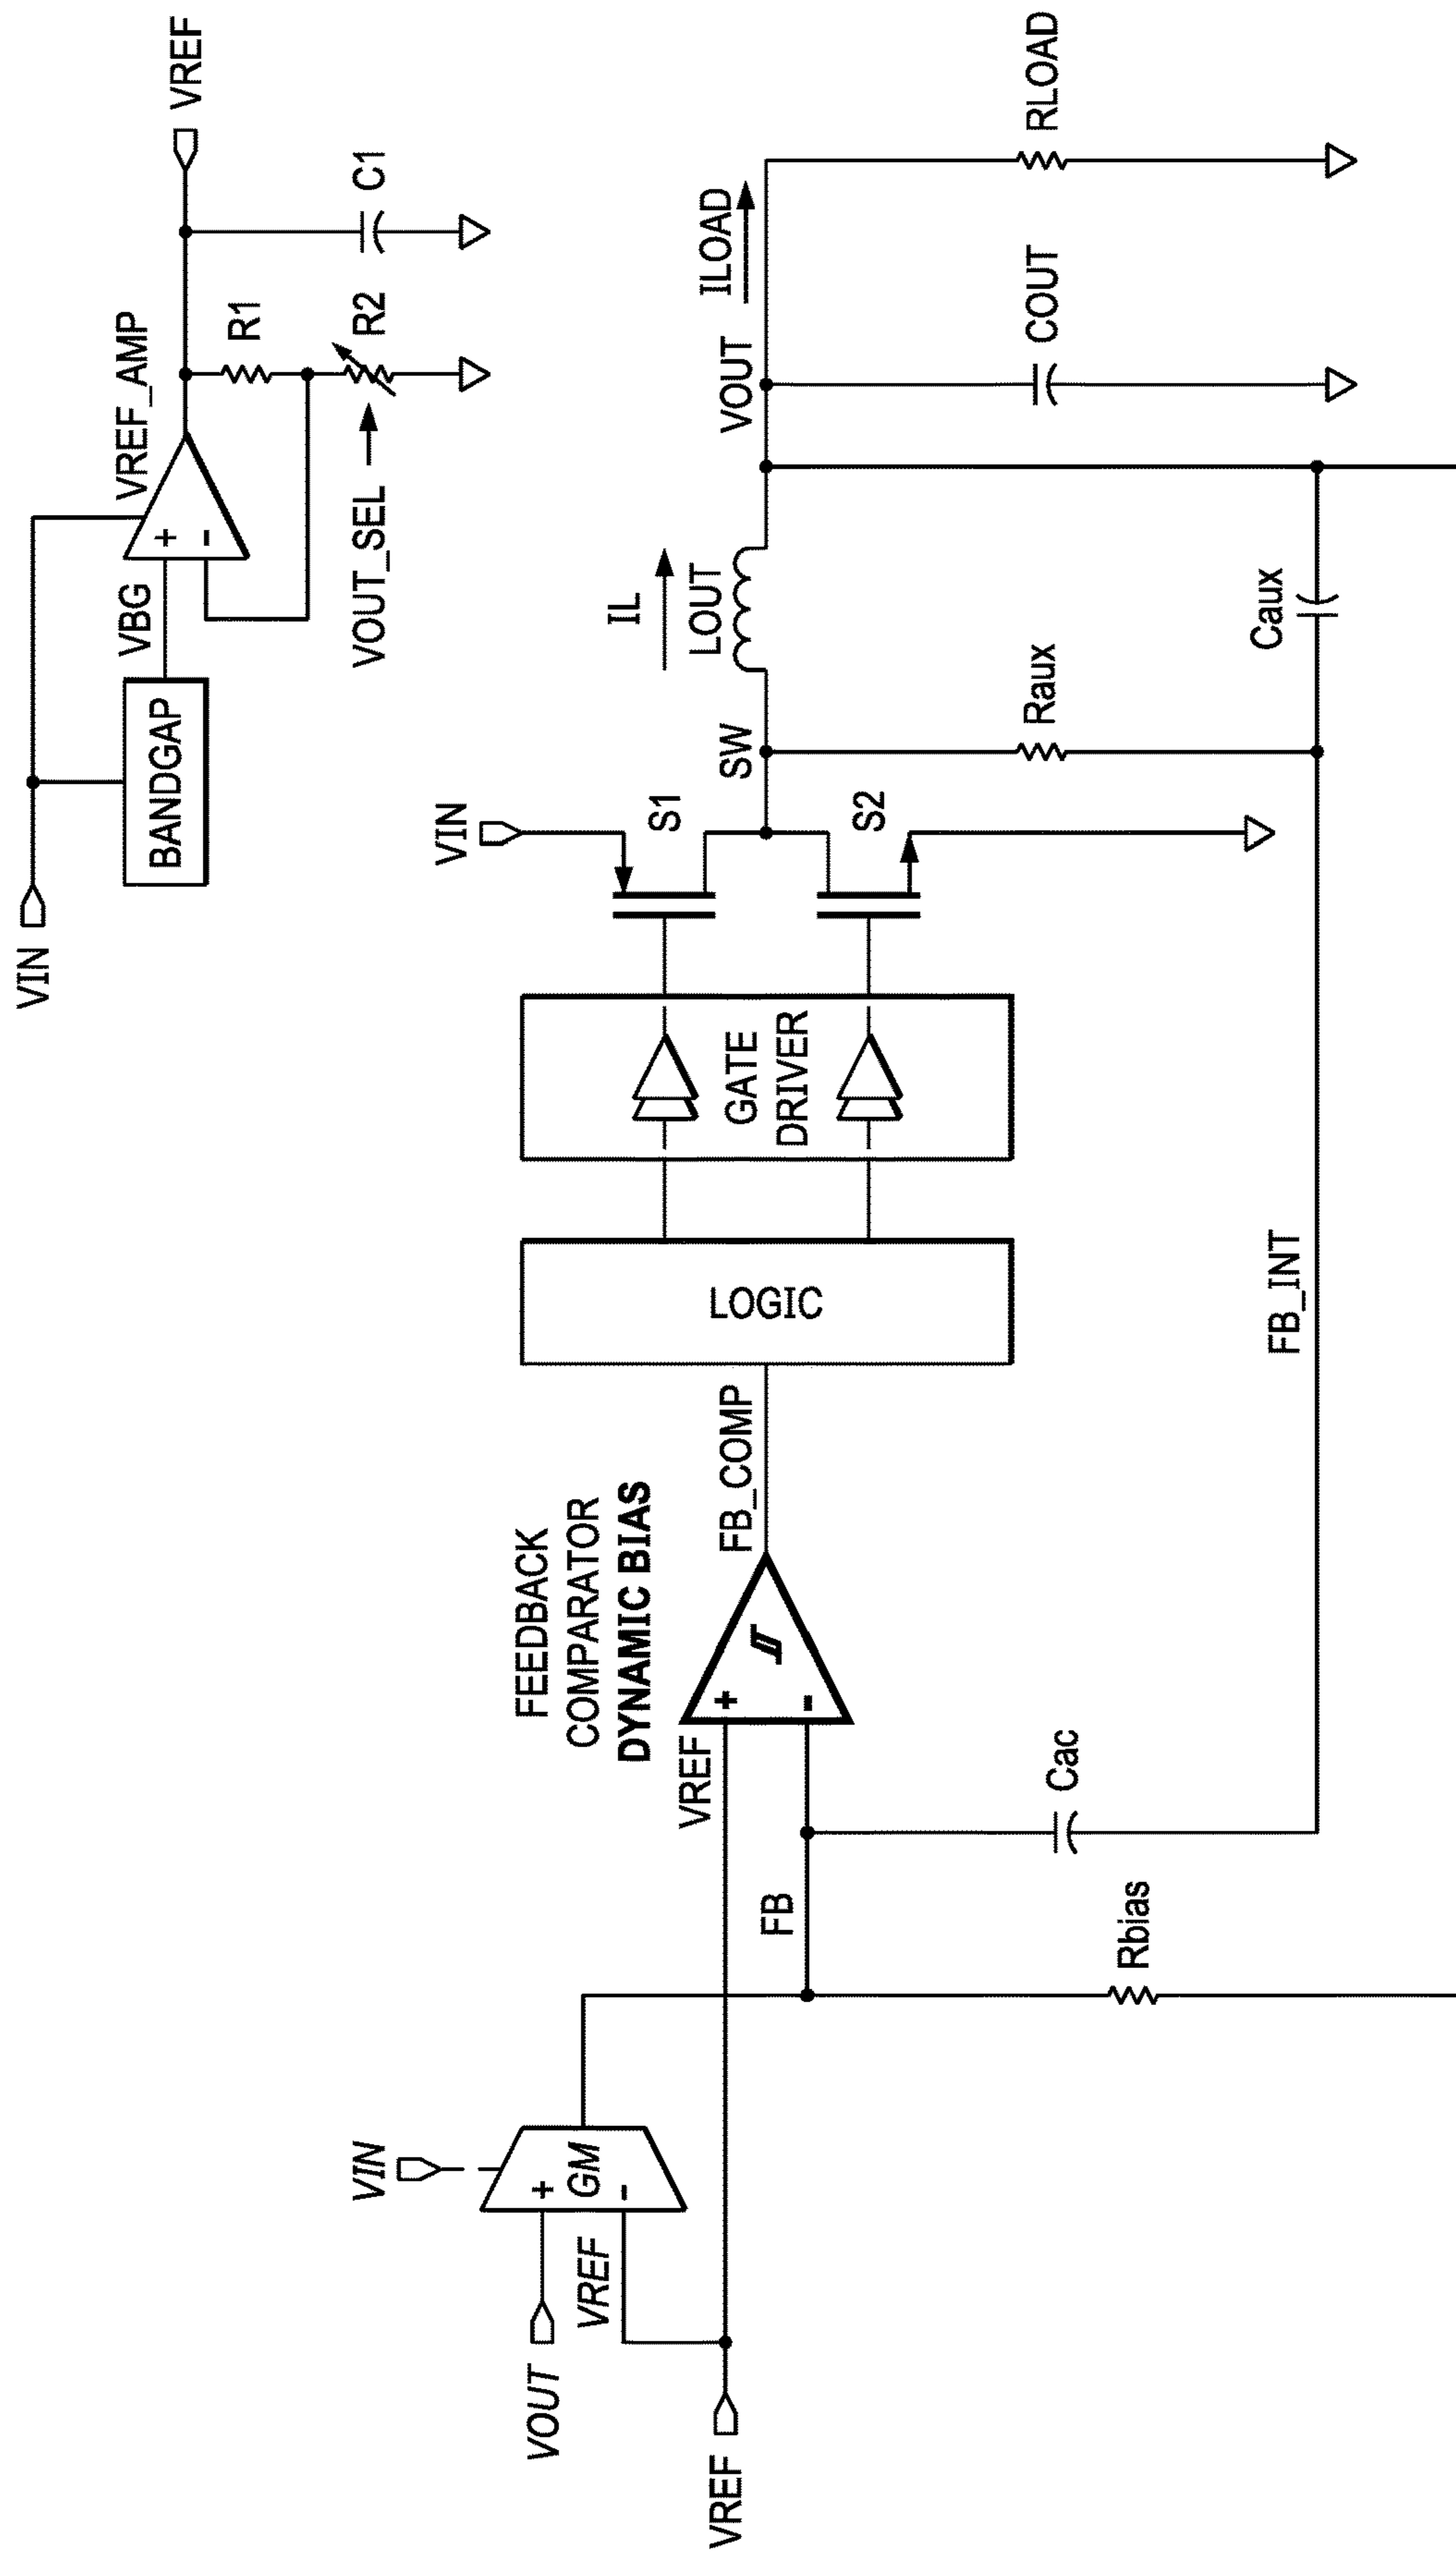 VIN
BANDGAP
VBG
+
-
VREF_AMP
R1
R2
VOUT_SEL
C1
VREF
VIN
VOUT
VREF
+
GM
-
VREF
FB
Rbias
Cac
VREF
FEEDBACK
COMPARATOR
DYNAMIC BIAS
+
-
FB_COMP
LOGIC
GATE
DRIVER
VIN
S1
S2
SW
IL
LOUT
VOUT
ILOAD
Raux
Caux
COUT
RLOAD
FB_INT